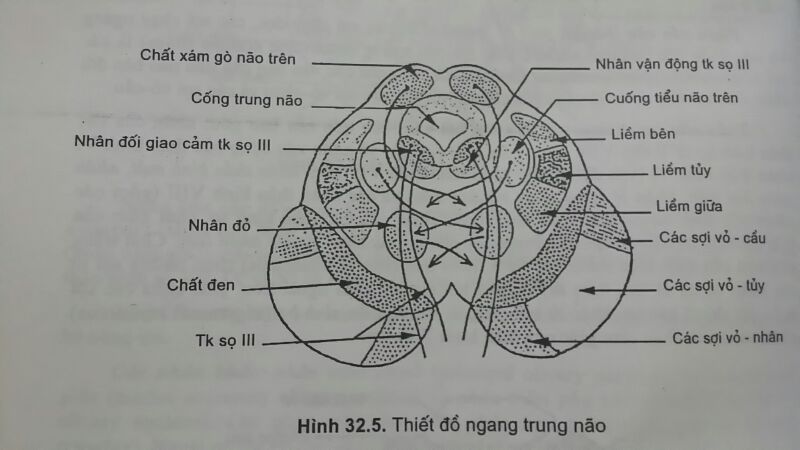 Chất xám gò não trên
Cống trung não
Nhân đối giao cảm tk sọ III
Nhân đỏ
Chất đen
Tk sọ III
Nhân vận động tk sọ III
Cuống tiểu não trên
Liềm bên
Liềm tủy
Liềm giữa
Các sợi vỏ - cầu
Các sợi vỏ - tủy
Các sợi vỏ - nhân
Hình 32.5. Thiết đồ ngang trung não